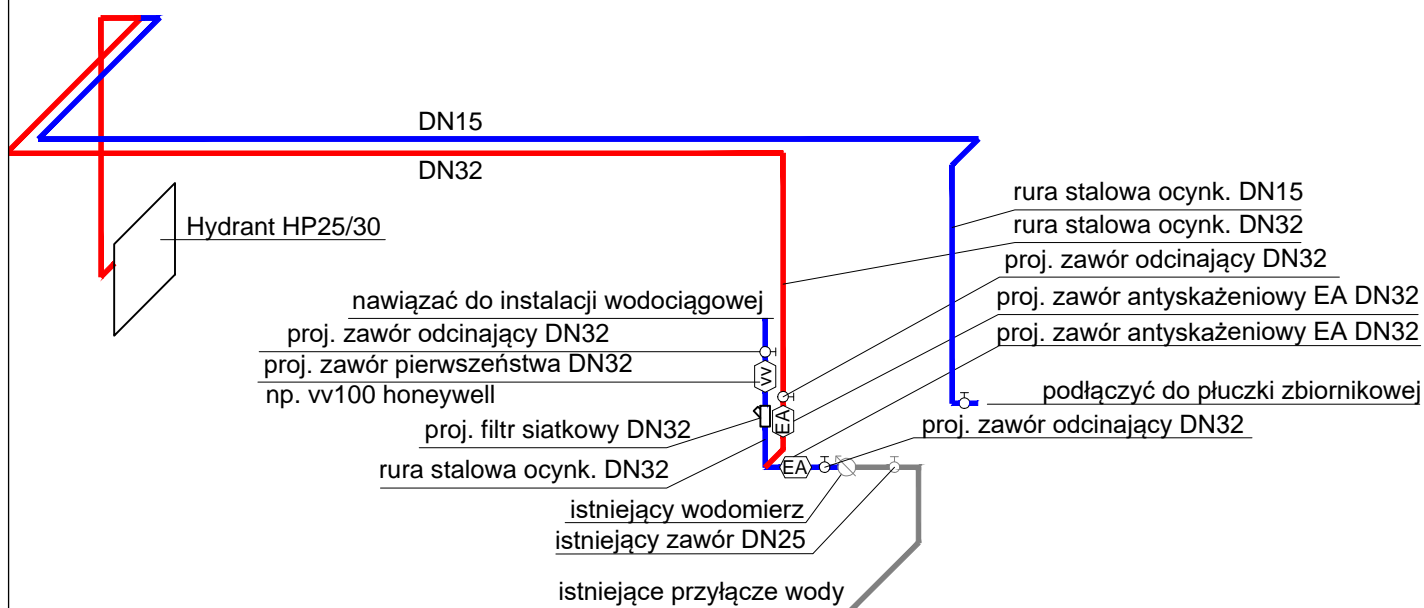 DN15
DN32
rura stalowa ocynk. DN15
Hydrant HP25/30
rura stalowa ocynk. DN32
proj. zawór odcinający DN32
nawiązać do instalacji wodociągowej
proj. zawór antyskażeniowy EA DN32
proj. zawór odcinający DN32
proj. zawór antyskażeniowy EA DN32
proj. zawór pierwszeństwa DN32
VV
np. vv100 honeywell
podłączyć do płuczki zbiornikowej
EA
proj. filtr siatkowy DN32
proj. zawór odcinający DN32
rura stalowa ocynk. DN32
EA
istniejący wodomierz
istniejący zawór DN25
istniejące przyłącze wody